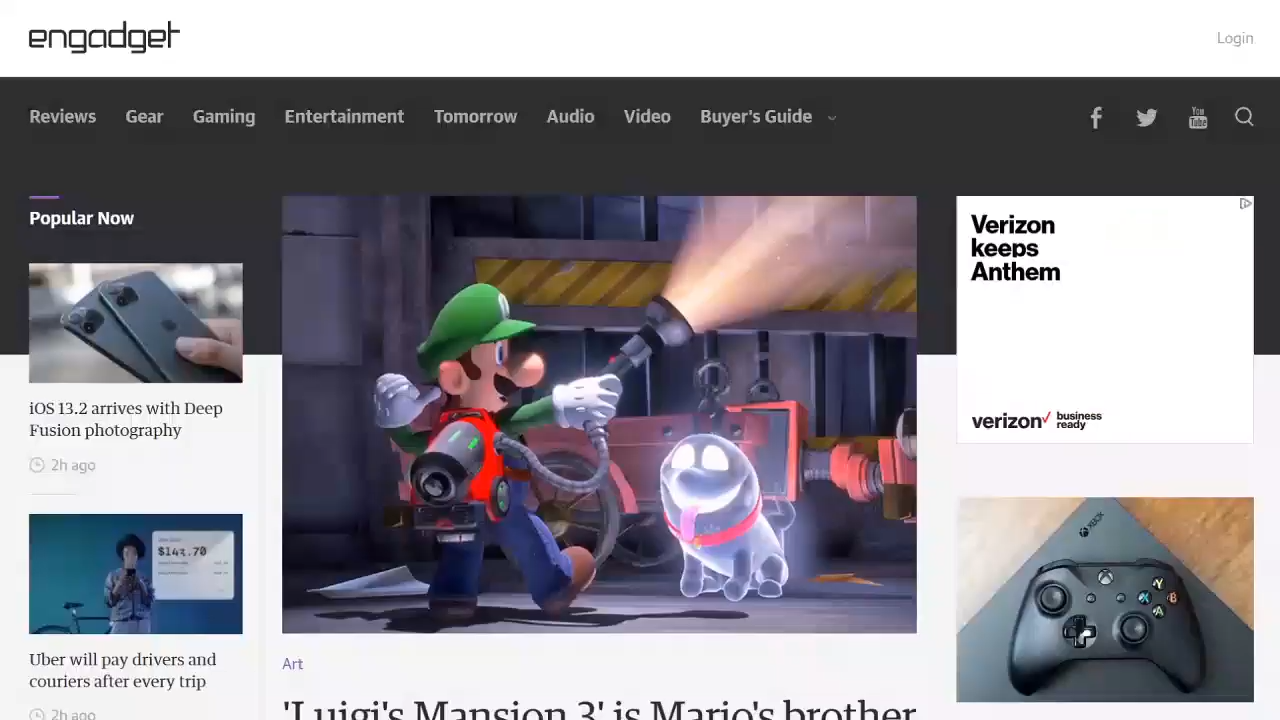 engadget
Login
Reviews
Gear
Gaming
Entertainment
Tomorrow
Audio
Video
Buyer's Guide
Popular Now
iOS 13.2 arrives with Deep
Fusion photography
2h ago
$143.70
Uber will pay drivers and
couriers after every trip
2h ago
Art
'Luigi's Mansion 3' is Mario's brother
Verizon
keeps
Anthem
verizon
business
ready
XBOX
Y
X
B
A